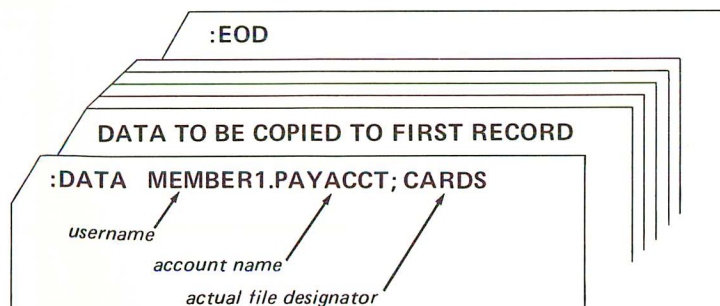 :EOD
DATA TO BE COPIED TO FIRST RECORD
:DATA MEMBER1.PAYACCT; CARDS
username
account name
actual file designator